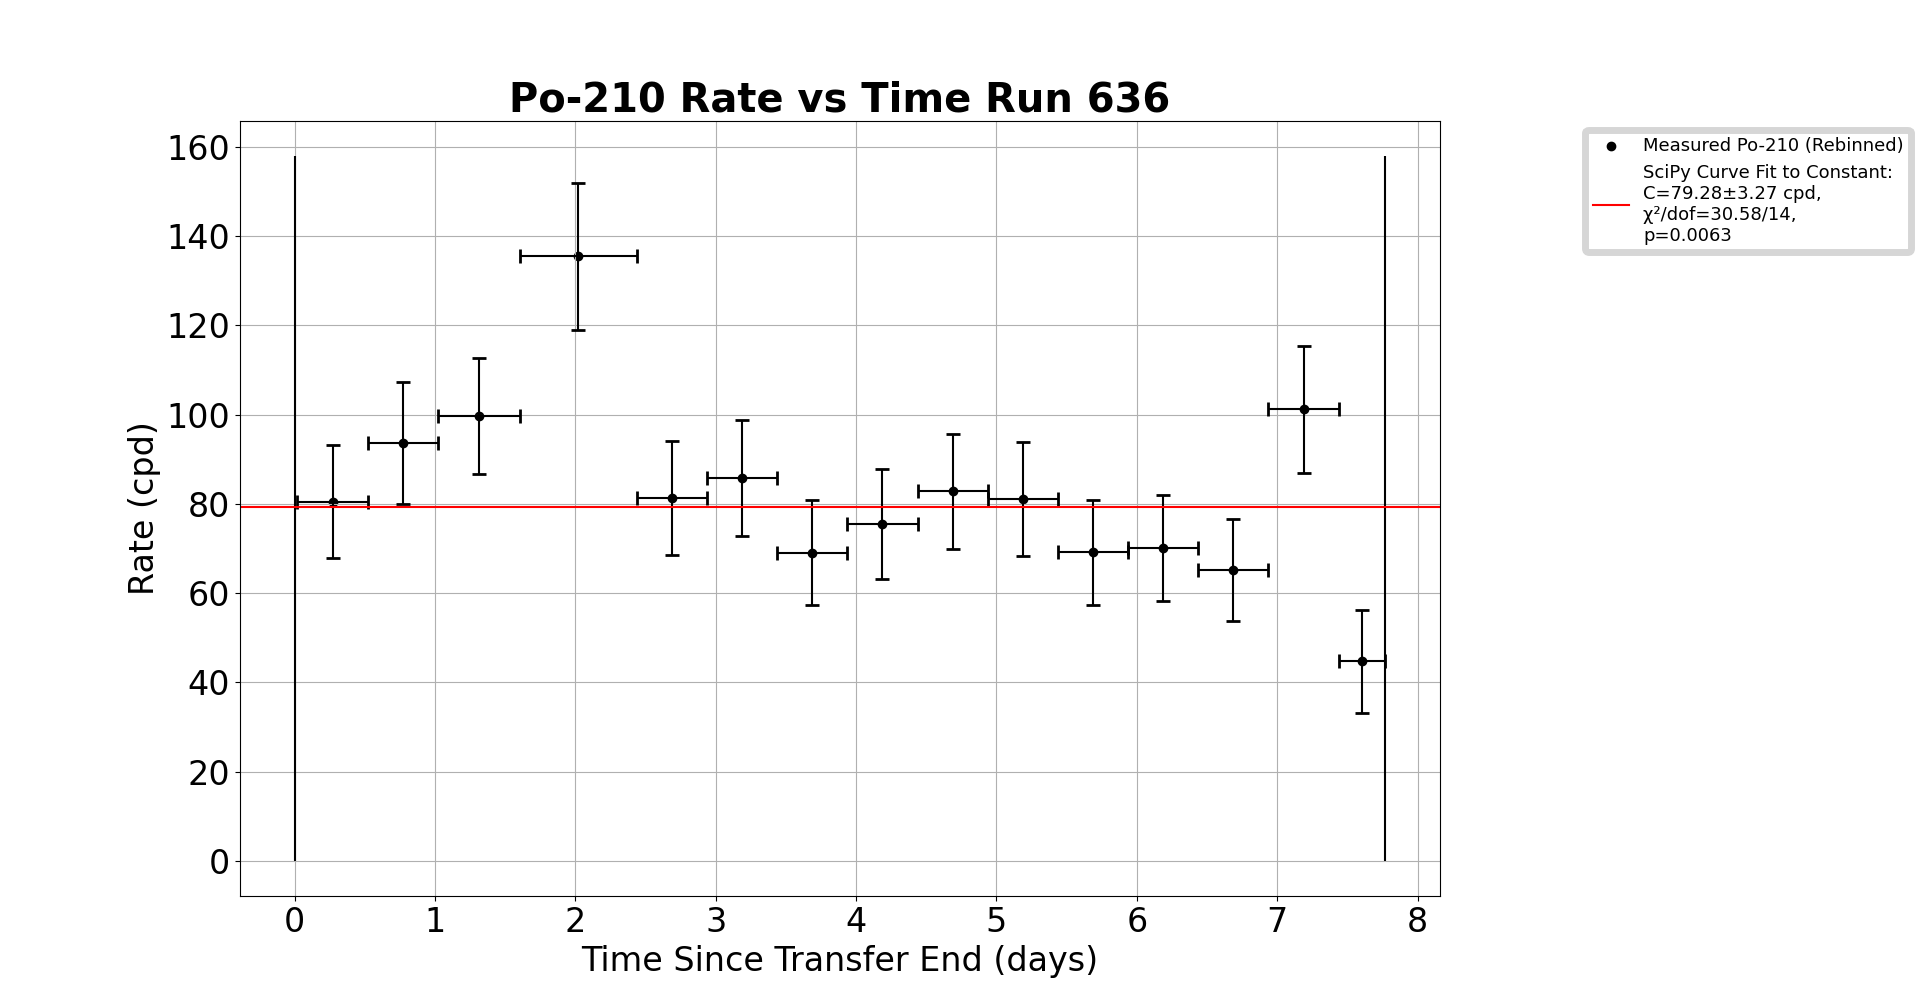 Po-210 Rate vs Time Run 636
160
140
120
100
80
60
40
20
0
Rate (cpd)
0 1 2 3 4 5 6 7 8
Time Since Transfer End (days)
Measured Po-210 (Rebinned)
SciPy Curve Fit to Constant:
C=79.28±3.27 cpd,
χ²/dof=30.58/14,
p=0.0063